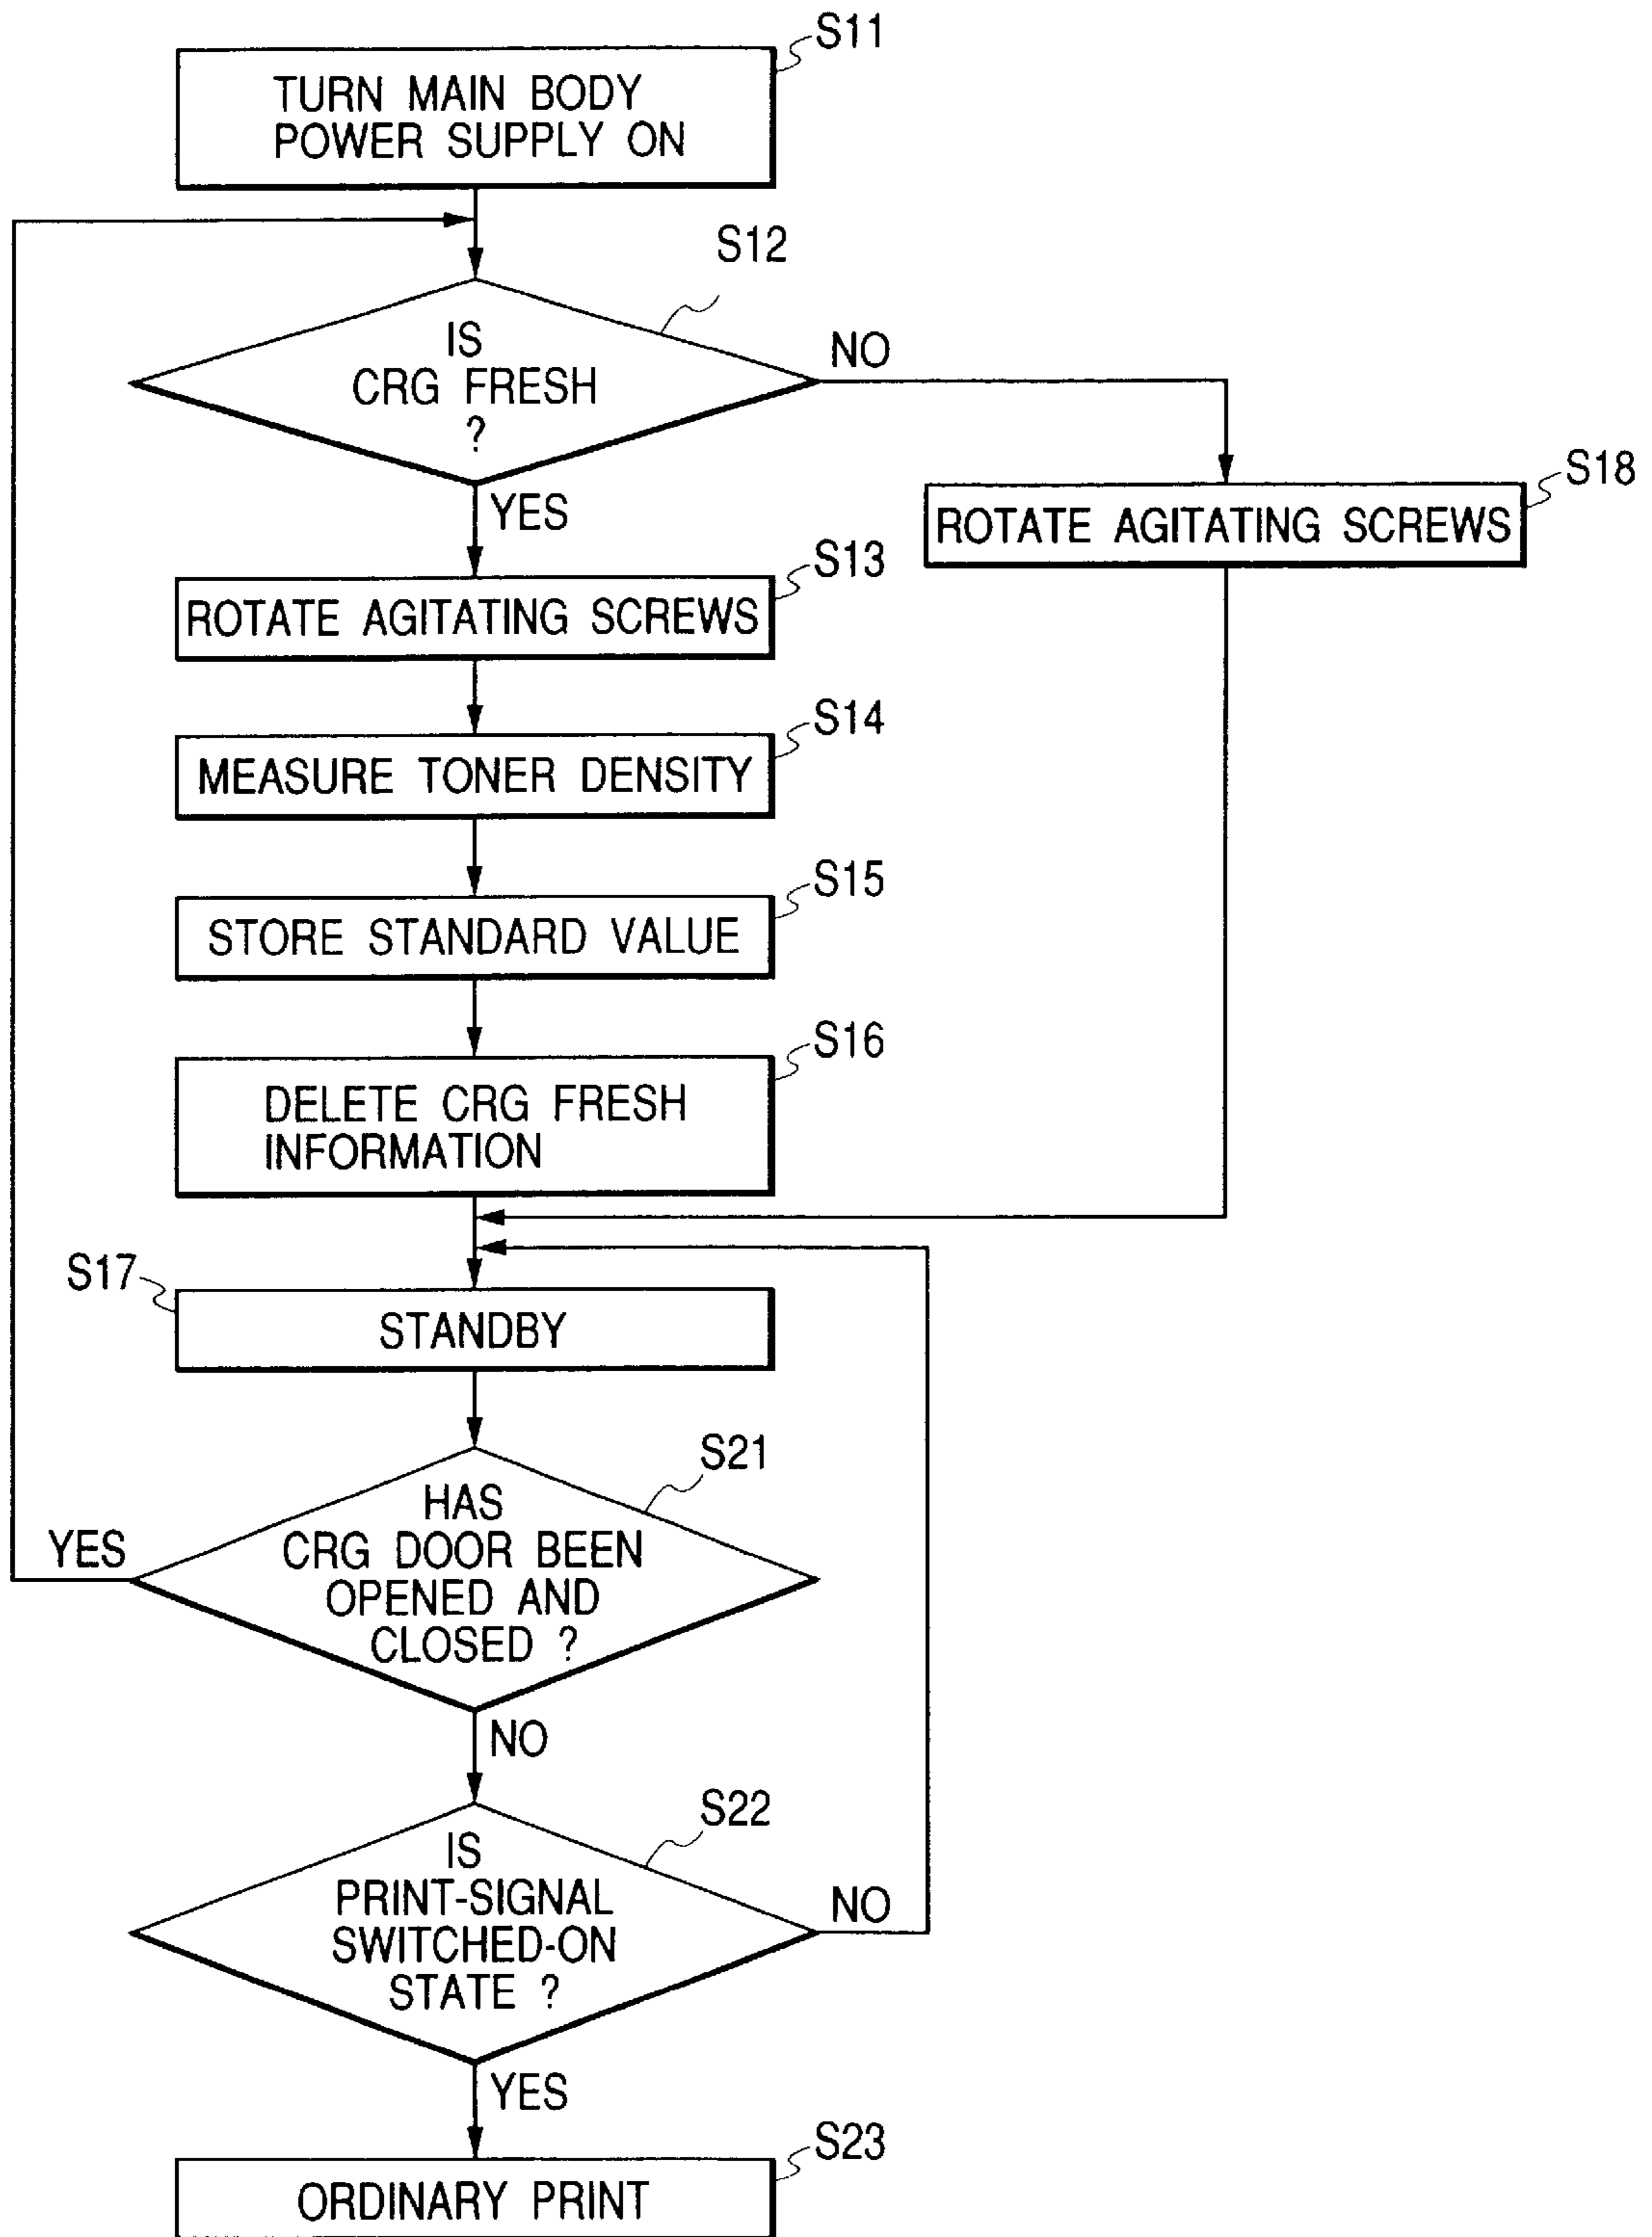 S11
TURN MAIN BODY
POWER SUPPLY ON
S12
IS
CRG FRESH
?
NO
YES
S18
ROTATE AGITATING SCREWS
S13
ROTATE AGITATING SCREWS
S14
MEASURE TONER DENSITY
S15
STORE STANDARD VALUE
S16
DELETE CRG FRESH
INFORMATION
S17
STANDBY
S21
HAS
CRG DOOR BEEN
OPENED AND
CLOSED ?
YES
NO
S22
IS
PRINT-SIGNAL
SWITCHED-ON
STATE ?
NO
YES
S23
ORDINARY PRINT